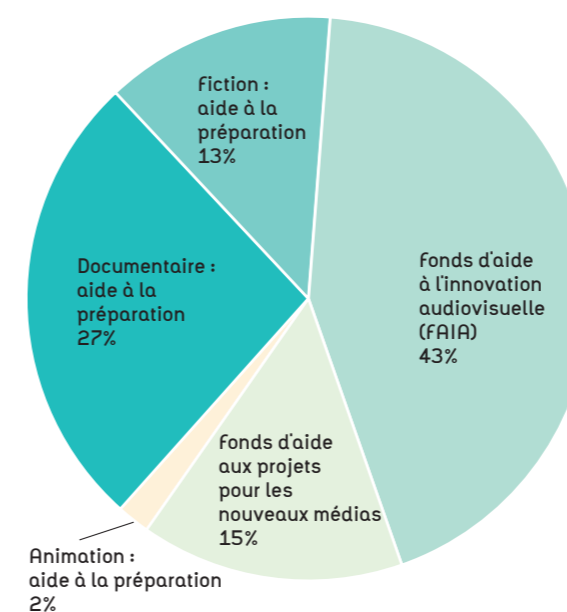 Fiction :
aide à la
préparation
13%
Fonds d'aide
à l'innovation
audiovisuelle
(FAIA)
43%
Documentaire :
aide à la
préparation
27%
Fonds d'aide
aux projets
pour les
nouveaux médias
15%
Animation :
aide à la préparation
2%